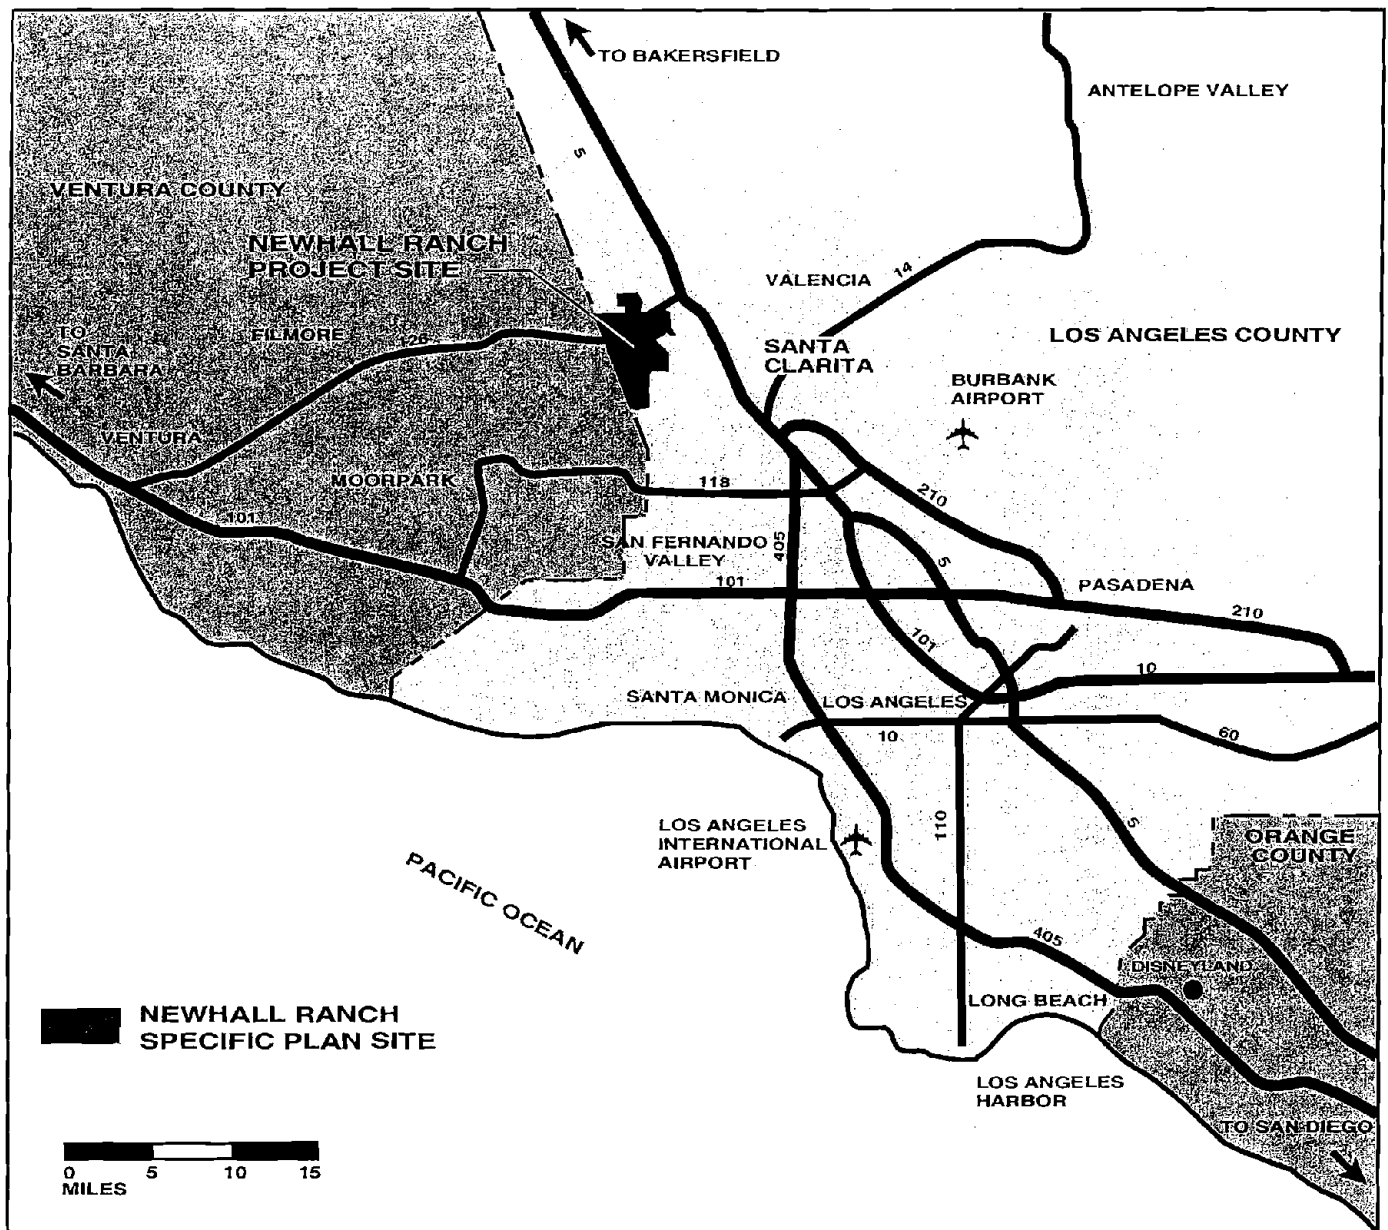 TO BAKERSFIELD
ANTELOPE VALLEY
5
VENTURA COUNTY
NEWHALL RANCH
PROJECT SITE
VALENCIA
14
TO
SANTA
BARBARA
FILMORE
126
SANTA
CLARITA
LOS ANGELES COUNTY
BURBANK
AIRPORT
VENTURA
MOORPARK
118
210
101
SAN FERNANDO
VALLEY
405
5
101
PASADENA
210
101
10
SANTA MONICA
LOS ANGELES
10
60
110
5
LOS ANGELES
INTERNATIONAL
AIRPORT
ORANGE
COUNTY
PACIFIC OCEAN
405
DISNEYLAND
LONG BEACH
NEWHALL RANCH
SPECIFIC PLAN SITE
LOS ANGELES
HARBOR
TO SAN DIEGO
0 5 10 15
MILES